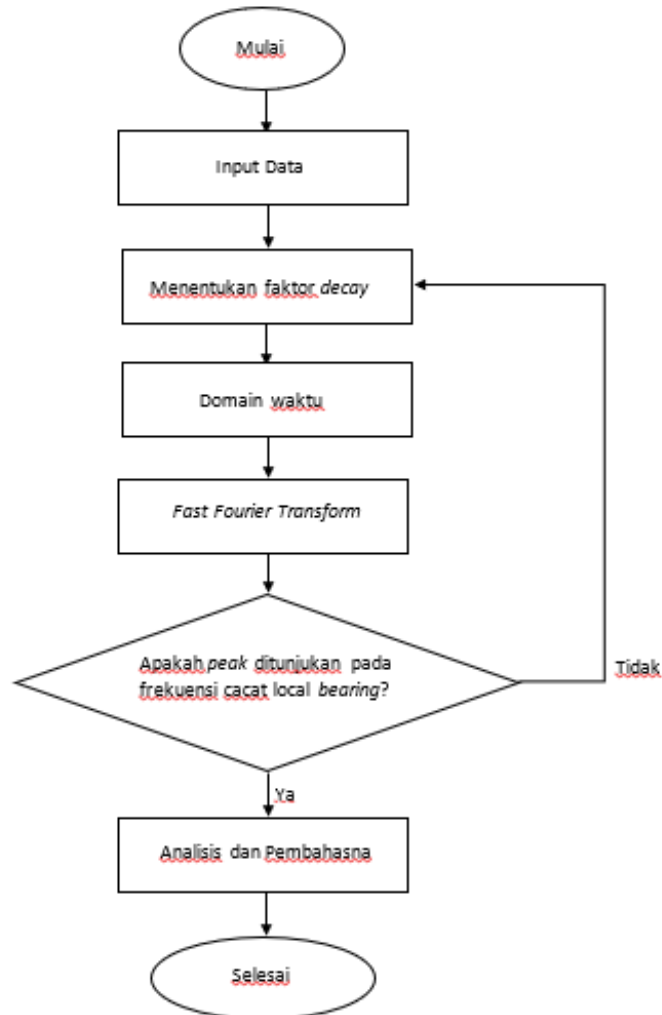 Mulai
Input Data
Menentukan faktor decay
Domain waktu
Fast Fourier Transform
Apakah peak ditunjukan pada
frekuensi cacat local bearing?
Tidak
Ya
Analisis dan Pembahasna
Selesai